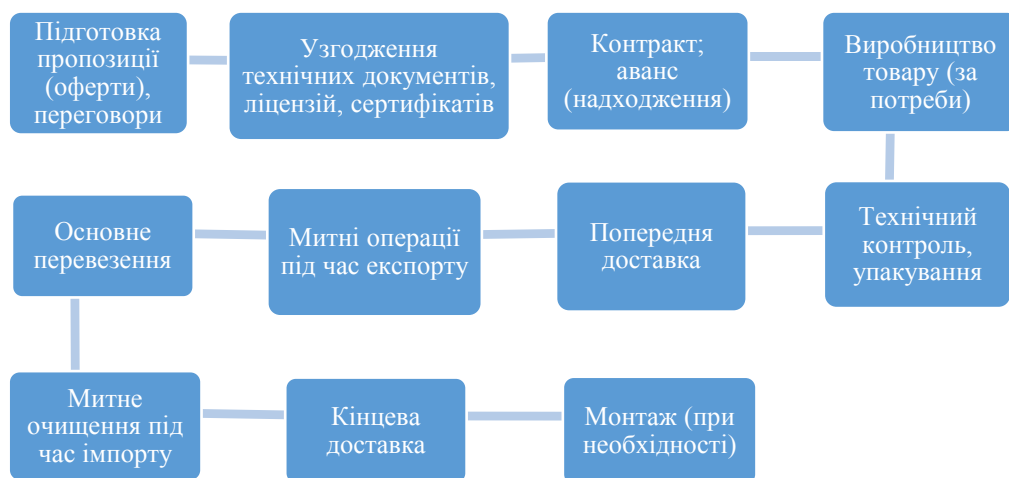 Підготовка
пропозиції
(оферти),
переговори
Узгодження
технічних документів,
ліцензій, сертифікатів
Контракт;
аванс
(надходження)
Виробництво
товару (за
потреби)
Технічний
контроль,
упакування
Попередня
доставка
Митні операції
під час експорту
Основне
перевезення
Митне
очищення під
час імпорту
Кінцева
доставка
Монтаж (при
необхідності)